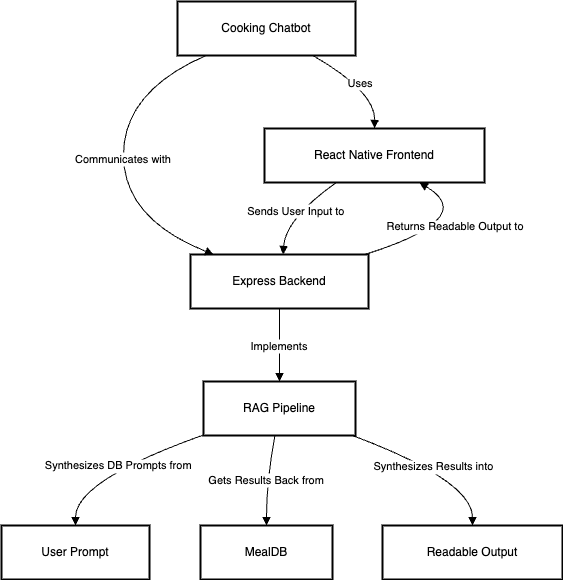 Cooking Chatbot
Uses
React Native Frontend
Communicates with
Sends User Input to
Returns Readable Output to
Express Backend
Implements
RAG Pipeline
Synthesizes DB Prompts from
Gets Results Back from
Synthesizes Results into
User Prompt
MealDB
Readable Output